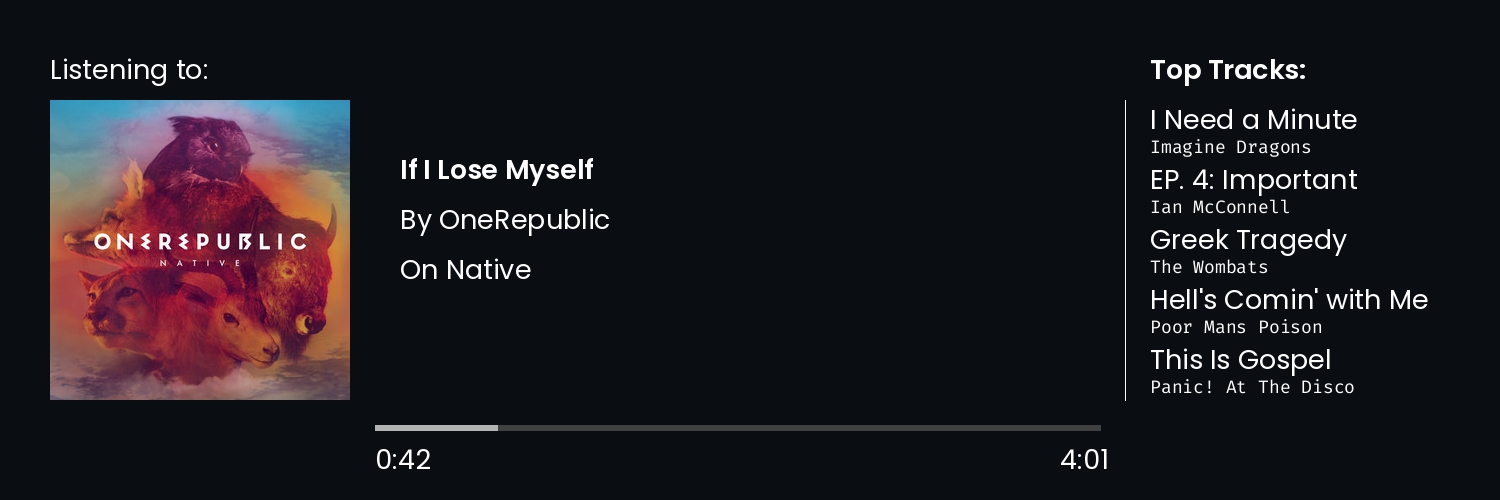 Listening to:
ONEREPUBLIC
NATIVE
If I Lose Myself
By OneRepublic
On Native
0:42
4:01
Top Tracks:
I Need a Minute
Imagine Dragons
EP. 4: Important
Ian McConnell
Greek Tragedy
The Wombats
Hell's Comin' with Me
Poor Mans Poison
This Is Gospel
Panic! At The Disco